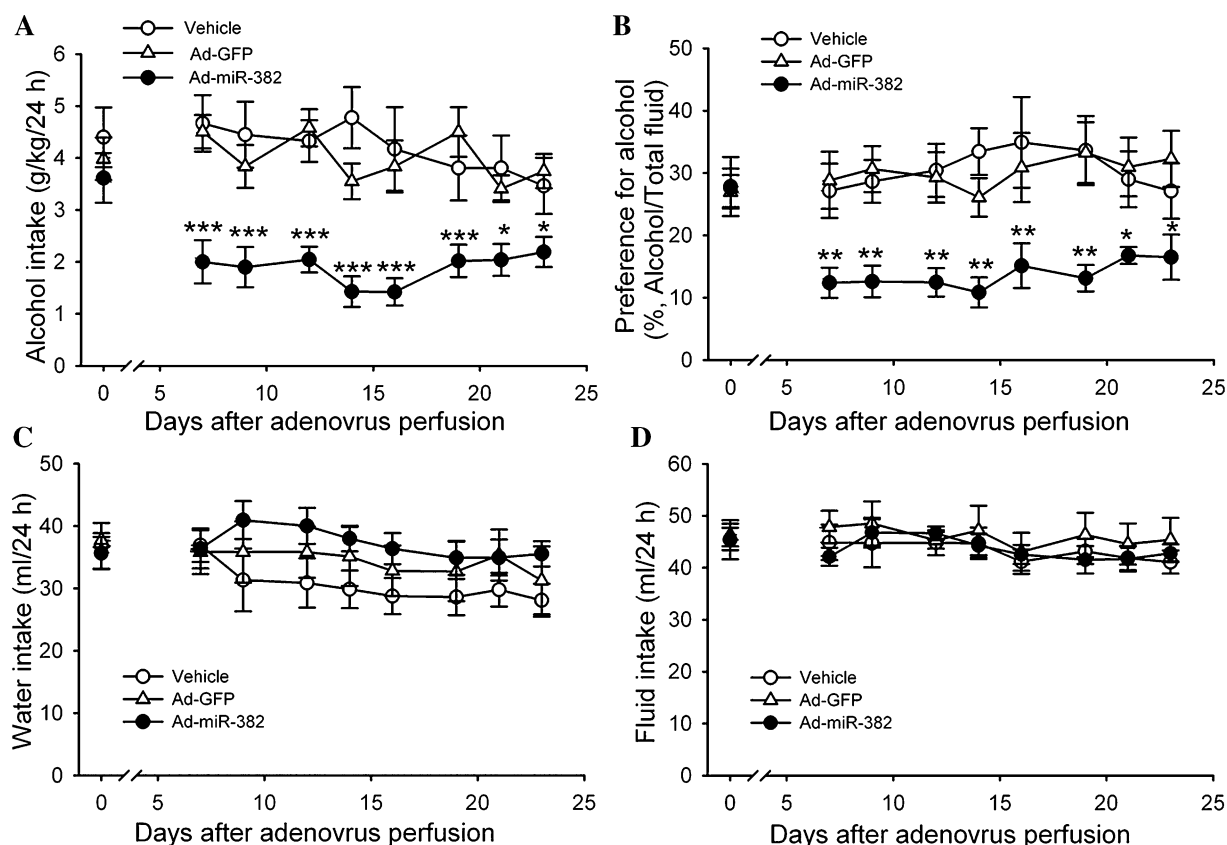 A
Vehicle
Ad-GFP
Ad-miR-382
Alcohol intake (g/kg/24 h)
6
5
4
3
2
1
0
*** *** *** *** *** *** * *
0 5 10 15 20 25
Days after adenovrus perfusion
B
Vehicle
Ad-GFP
Ad-miR-382
Preference for alcohol
(%, Alcohol/Total fluid)
50
40
30
20
10
0
** ** ** ** ** ** * *
0 5 10 15 20 25
Days after adenovrus perfusion
C
Water intake (ml/24 h)
50
40
30
20
10
0
Vehicle
Ad-GFP
Ad-miR-382
0 5 10 15 20 25
Days after adenovrus perfusion
D
Fluid intake (ml/24 h)
60
50
40
30
20
10
0
Vehicle
Ad-GFP
Ad-miR-382
0 5 10 15 20 25
Days after adenovrus perfusion